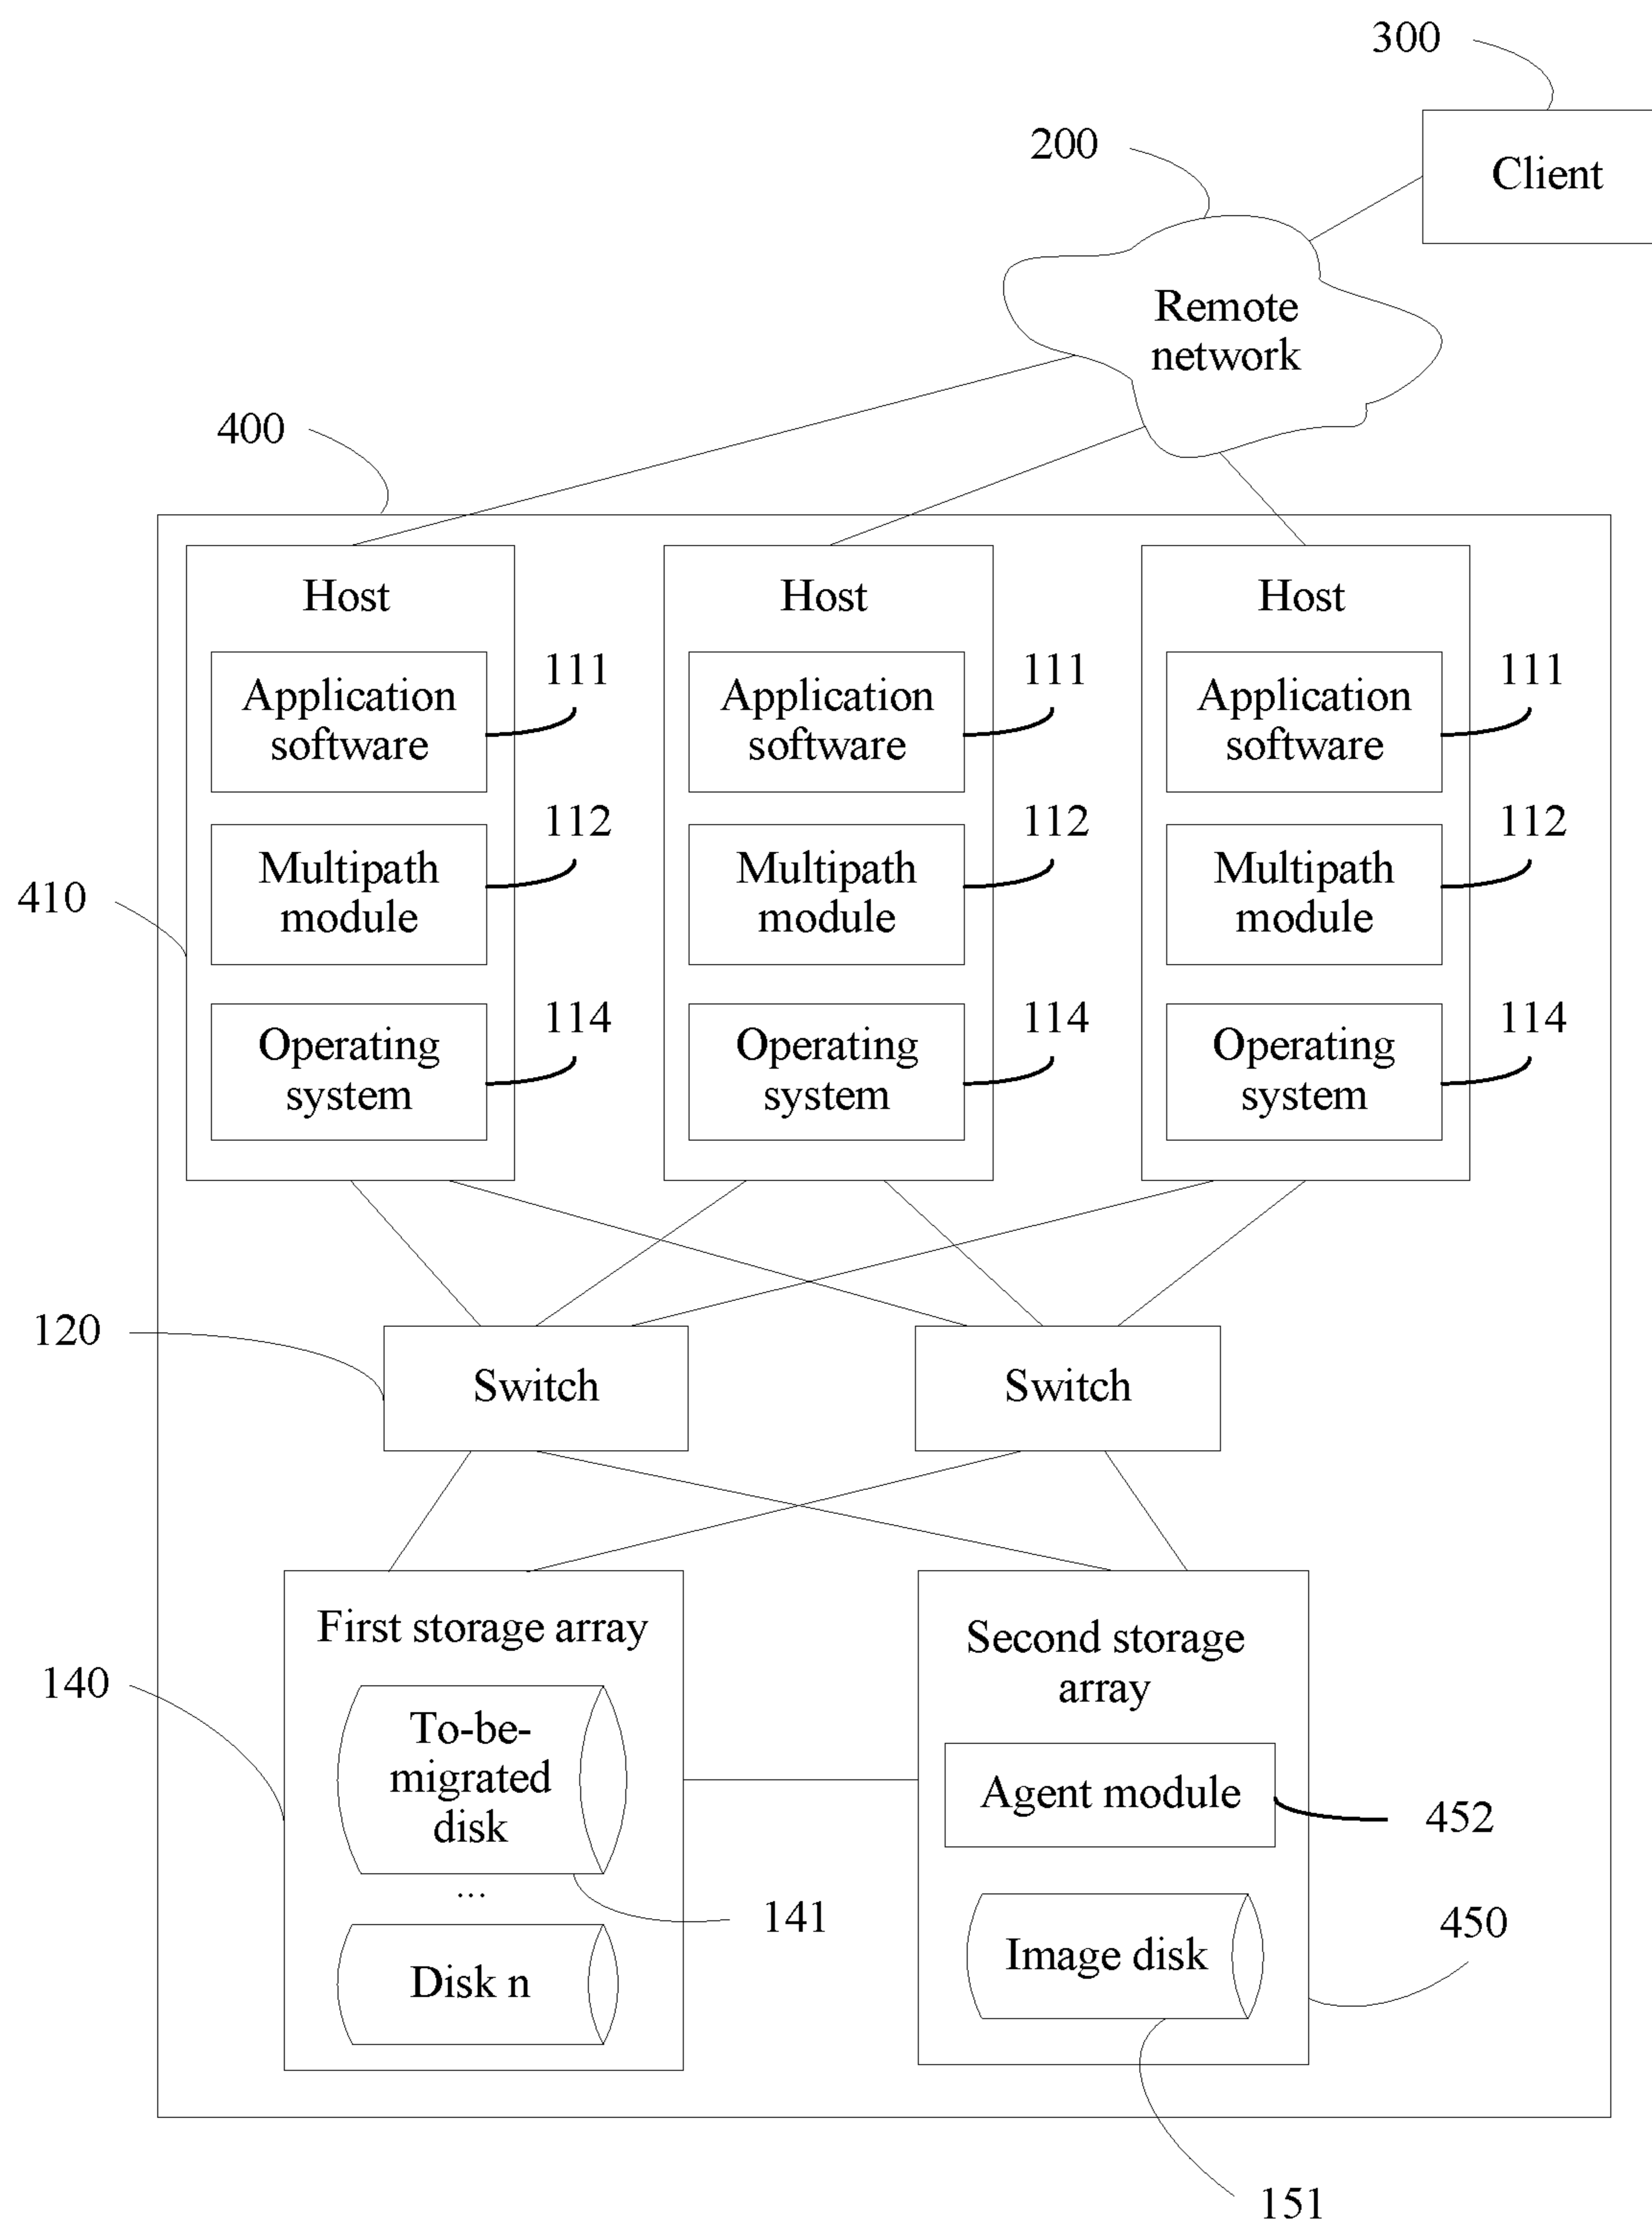 300
Client
200
Remote
network
400
Host
Host
Host
Application
software
111
Application
software
111
Application
software
111
Multipath
module
112
Multipath
module
112
Multipath
module
112
410
Operating
system
114
Operating
system
114
Operating
system
114
120
Switch
Switch
First storage array
Second storage
array
140
To-be-
migrated
disk
Agent module
452
...
141
Disk n
Image disk
450
151